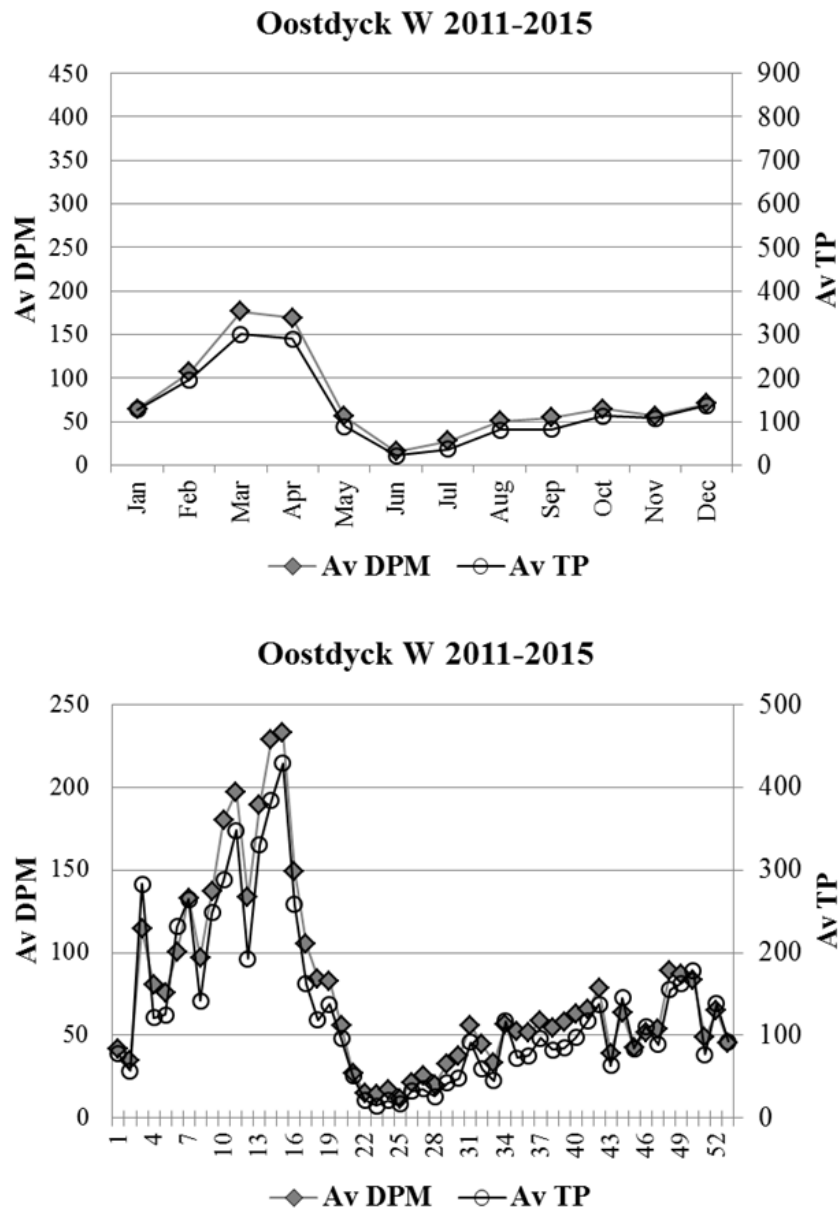 Oostdyck W 2011-2015
450 900
400 800
350 700
300 600
250 500
200 400
150 300
100 200
50 100
0 0
Av DPM
Av TP
Jan Feb Mar Apr May Jun Jul Aug Sep Oct Nov Dec
Av DPM Av TP
Oostdyck W 2011-2015
250 500
200 400
150 300
100 200
50 100
0 0
Av DPM
Av TP
1 4 7 10 13 16 19 22 25 28 31 34 37 40 43 46 49 52
Av DPM Av TP